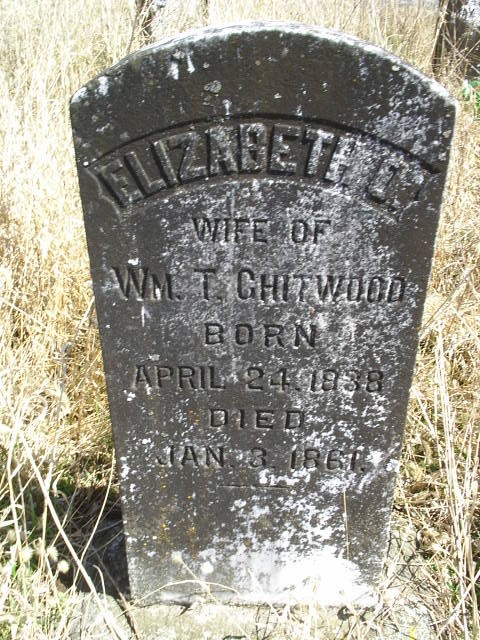 ELIZABETH J.
WIFE OF
WM. T. CHITWOOD
BORN
APRIL 24. 1838
DIED
JAN. 3. 1861.